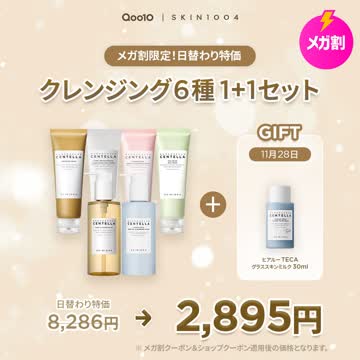 Qoo10 | SKIN1004
メガ割
メガ割限定!日替わり特価
クレンジング6種 1+1セット
GIFT
11月28日
CENTELLA
CENTELLA
CENTELLA
CENTELLA
CENTELLA
CENTELLA
+
ヒアルーTECA
グラススキンミルク 30ml
日替わり特価
8,286円
→
2,895円
※ メガ割クーポン&ショップクーポン適用後の価格となります。